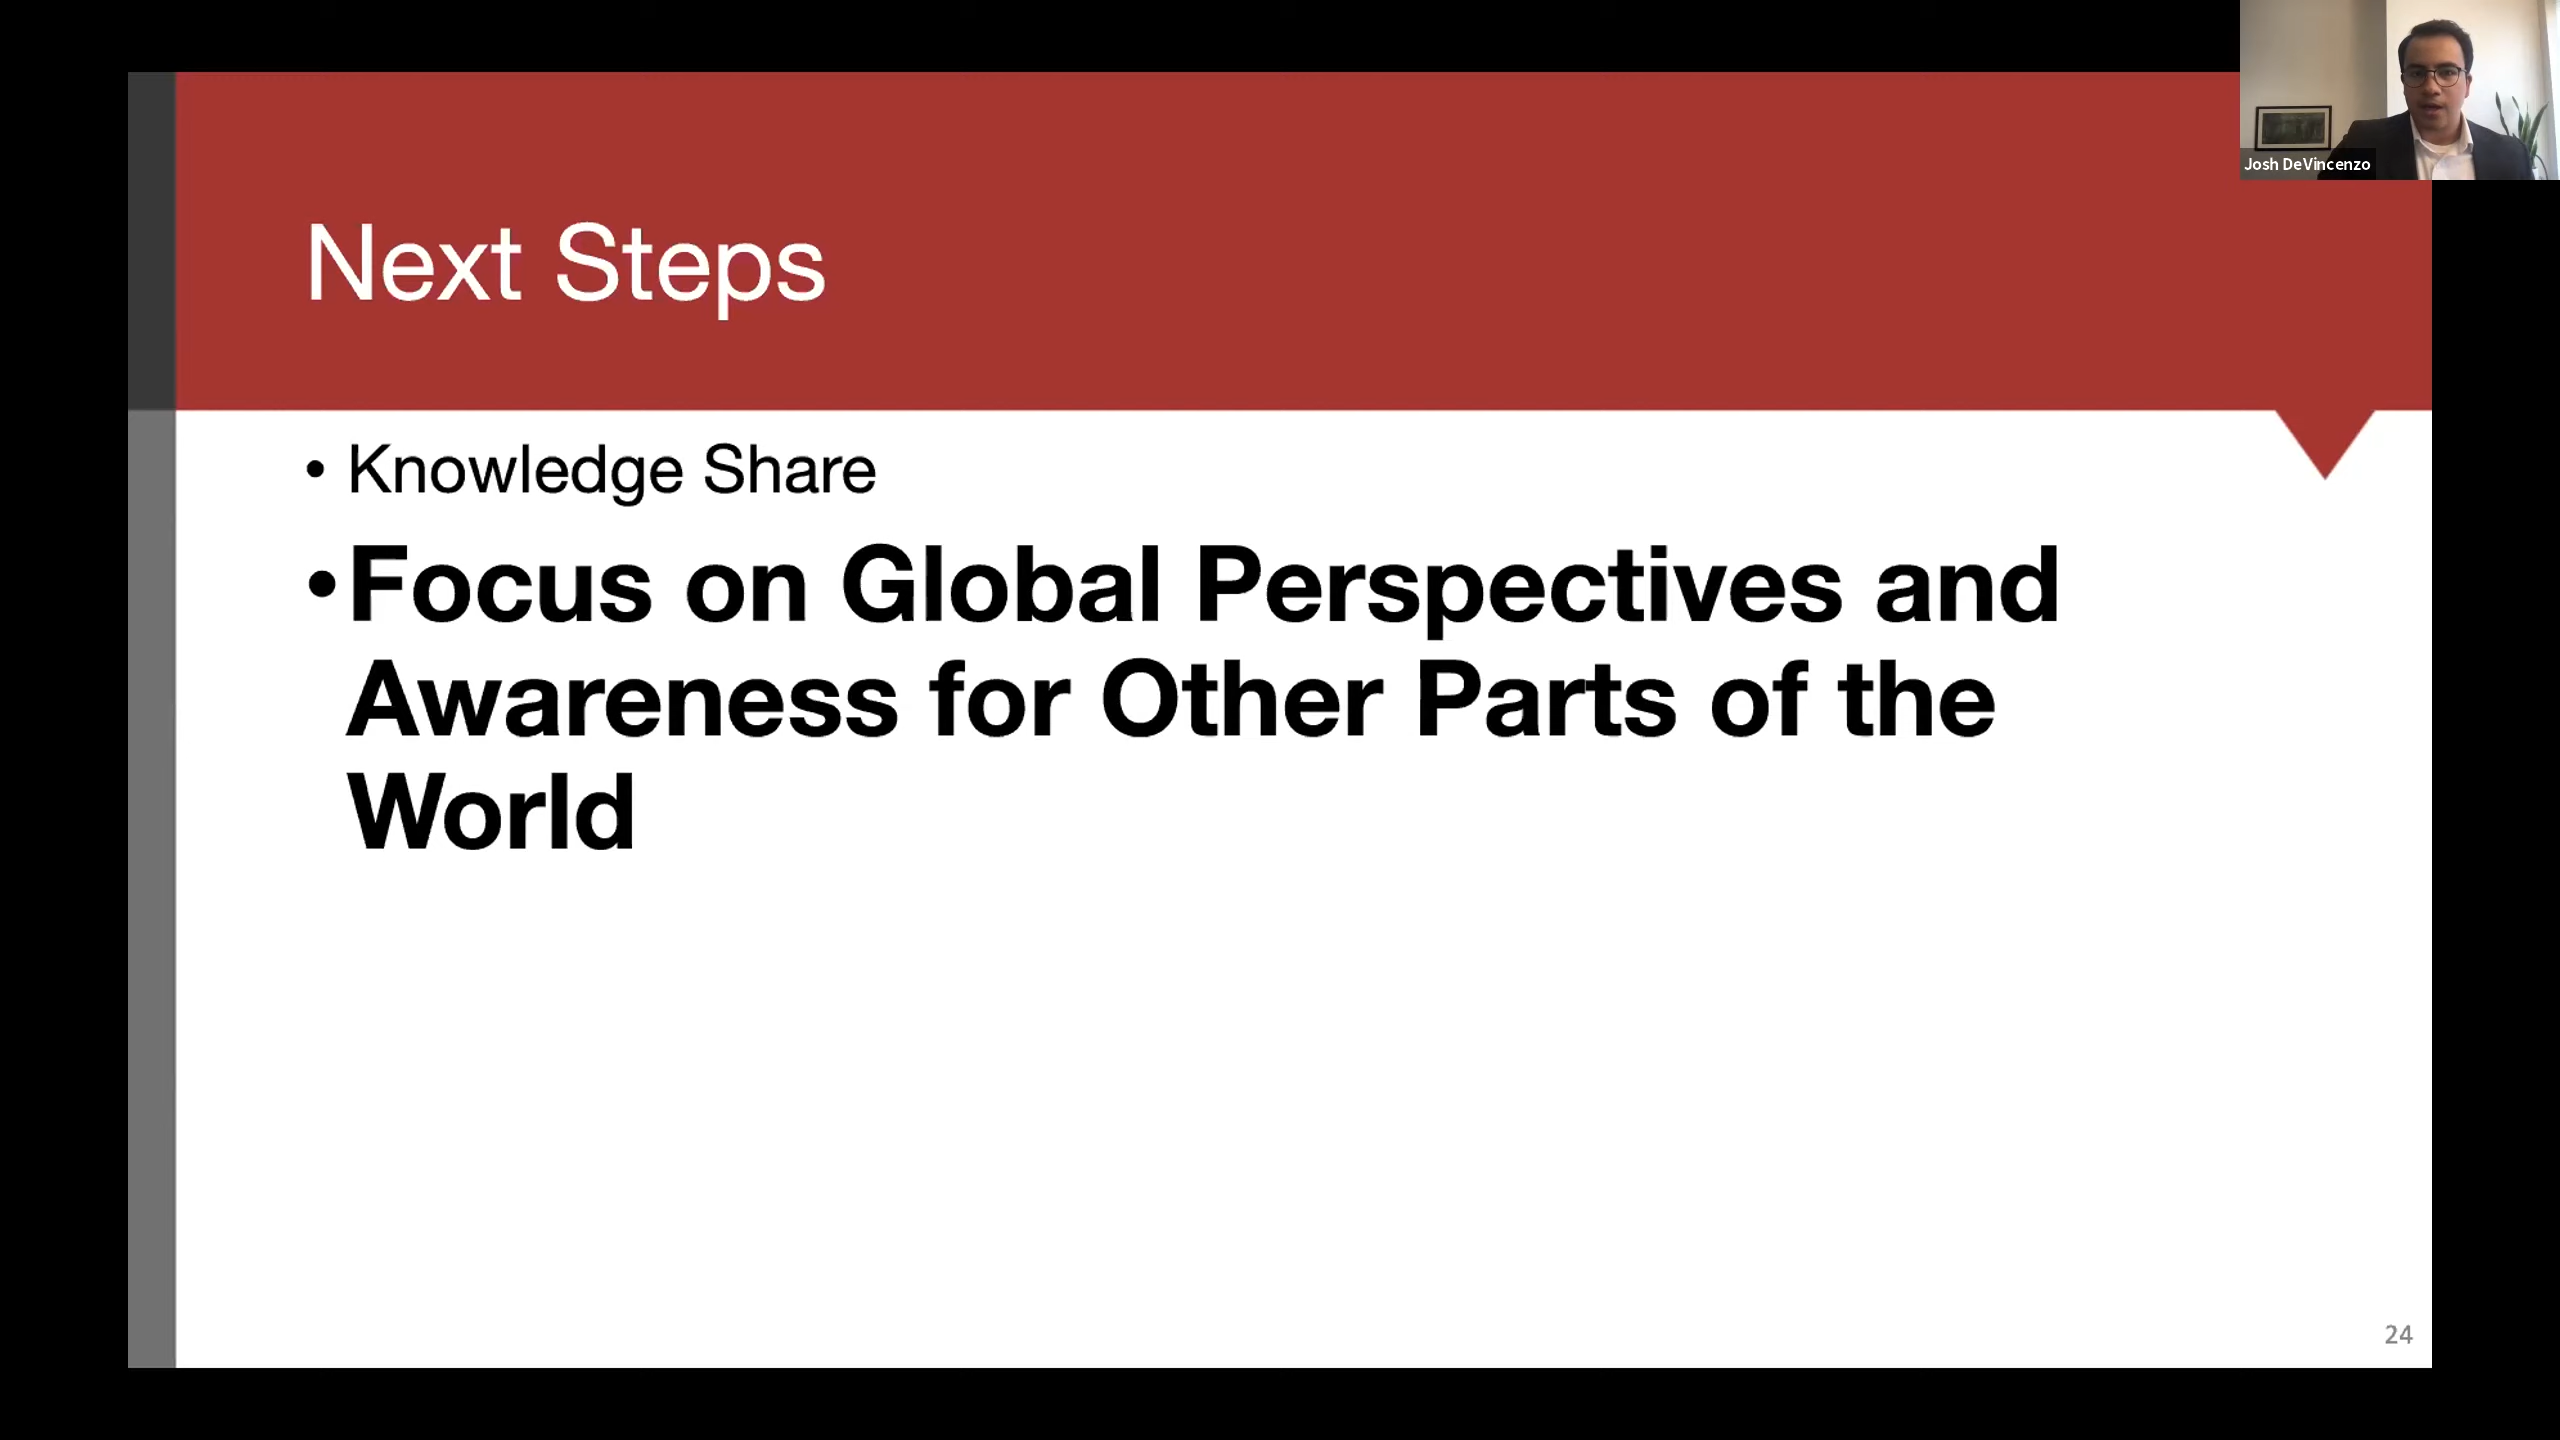 Josh DeVincenzo
Next Steps
• Knowledge Share
• Focus on Global Perspectives and
Awareness for Other Parts of the
World
24